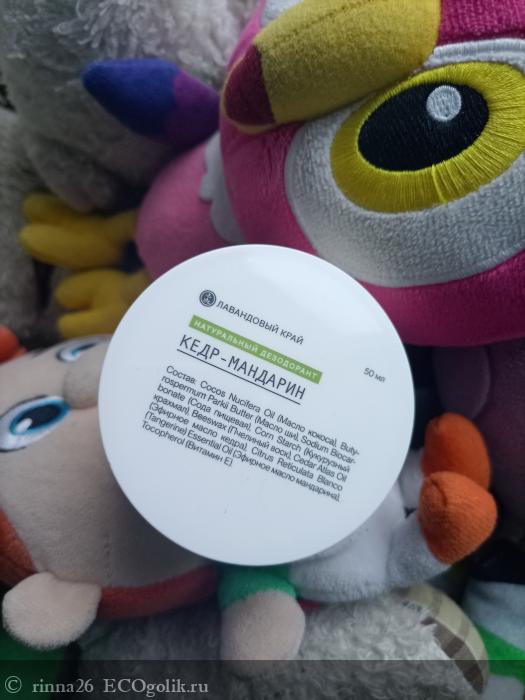 ЛАВАНДОВЫЙ КРАЙ
НАТУРАЛЬНЫЙ ДЕЗОДОРАНТ
50 мл
КЕДР-МАНДАРИН
Состав: Cocos Nucifera Oil (Масло кокоса), Buty-
rospermum Parkii Butter (Масло ши), Sodium Biocar-
bonate (Сода пищевая), Corn Starch (Кукурузный
крахмал), Beeswax (Пчелиный воск), Cedar Atlas Oil
(Эфирное масло кедра), Citrus Reticulata Blanco
(Tangerine) Essential Oil (Эфирное масло мандарина),
Tocopherol (Витамин Е)
© rinna26 ECOgolik.ru